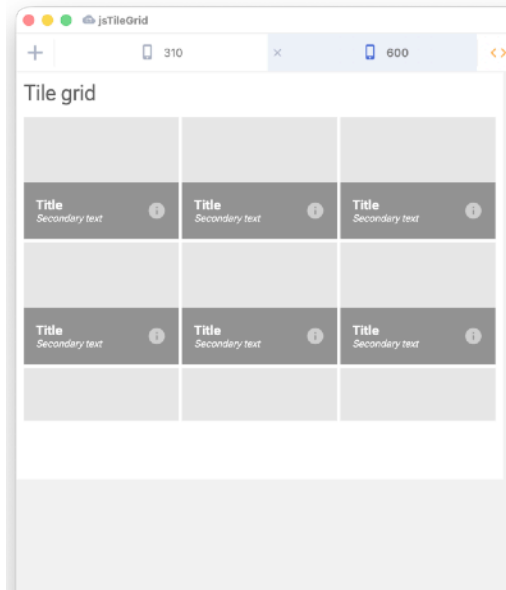 jsTileGrid
310
600
Tile grid
Title
Secondary text
Title
Secondary text
Title
Secondary text
Title
Secondary text
Title
Secondary text
Title
Secondary text